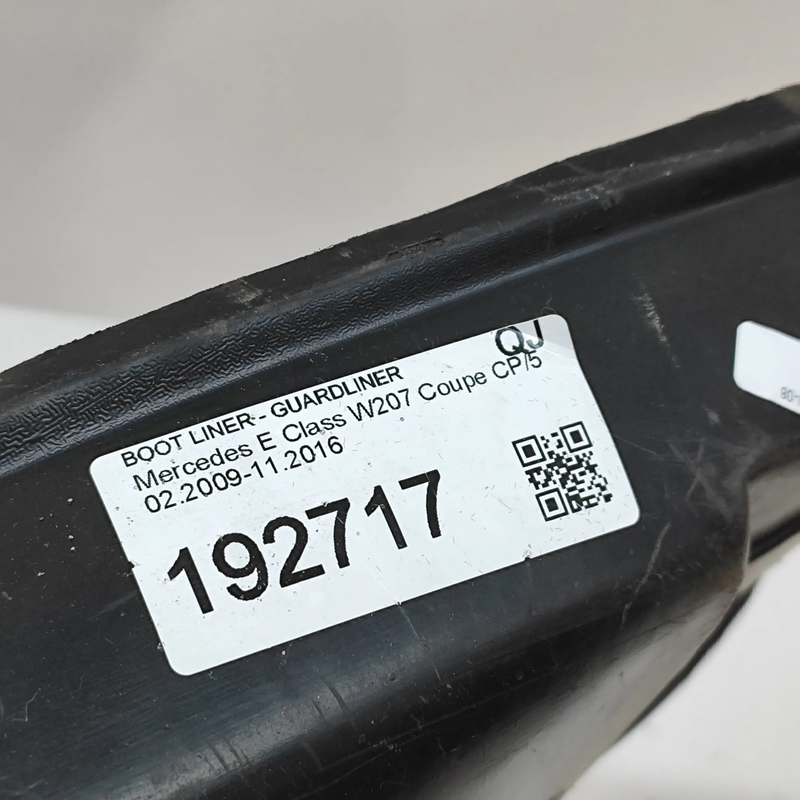 QJ
BOOT LINER - GUARDLINER
Mercedes E Class W207 Coupe CP/5
02.2009-11.2016
192717